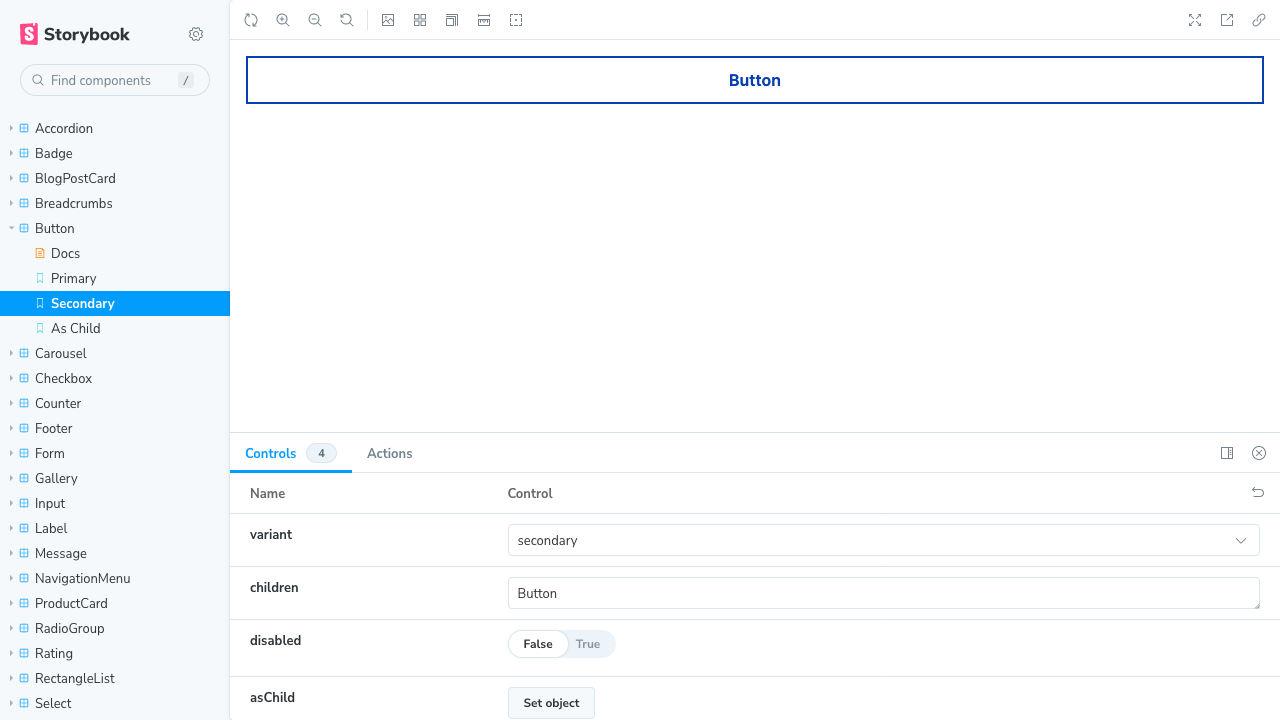 Storybook
Find components /
Accordion
Badge
BlogPostCard
Breadcrumbs
Button
Docs
Primary
Secondary
As Child
Carousel
Checkbox
Counter
Footer
Form
Gallery
Input
Label
Message
NavigationMenu
ProductCard
RadioGroup
Rating
RectangleList
Select
Button
Controls 4 Actions
Name Control
variant secondary
children Button
disabled False True
asChild Set object